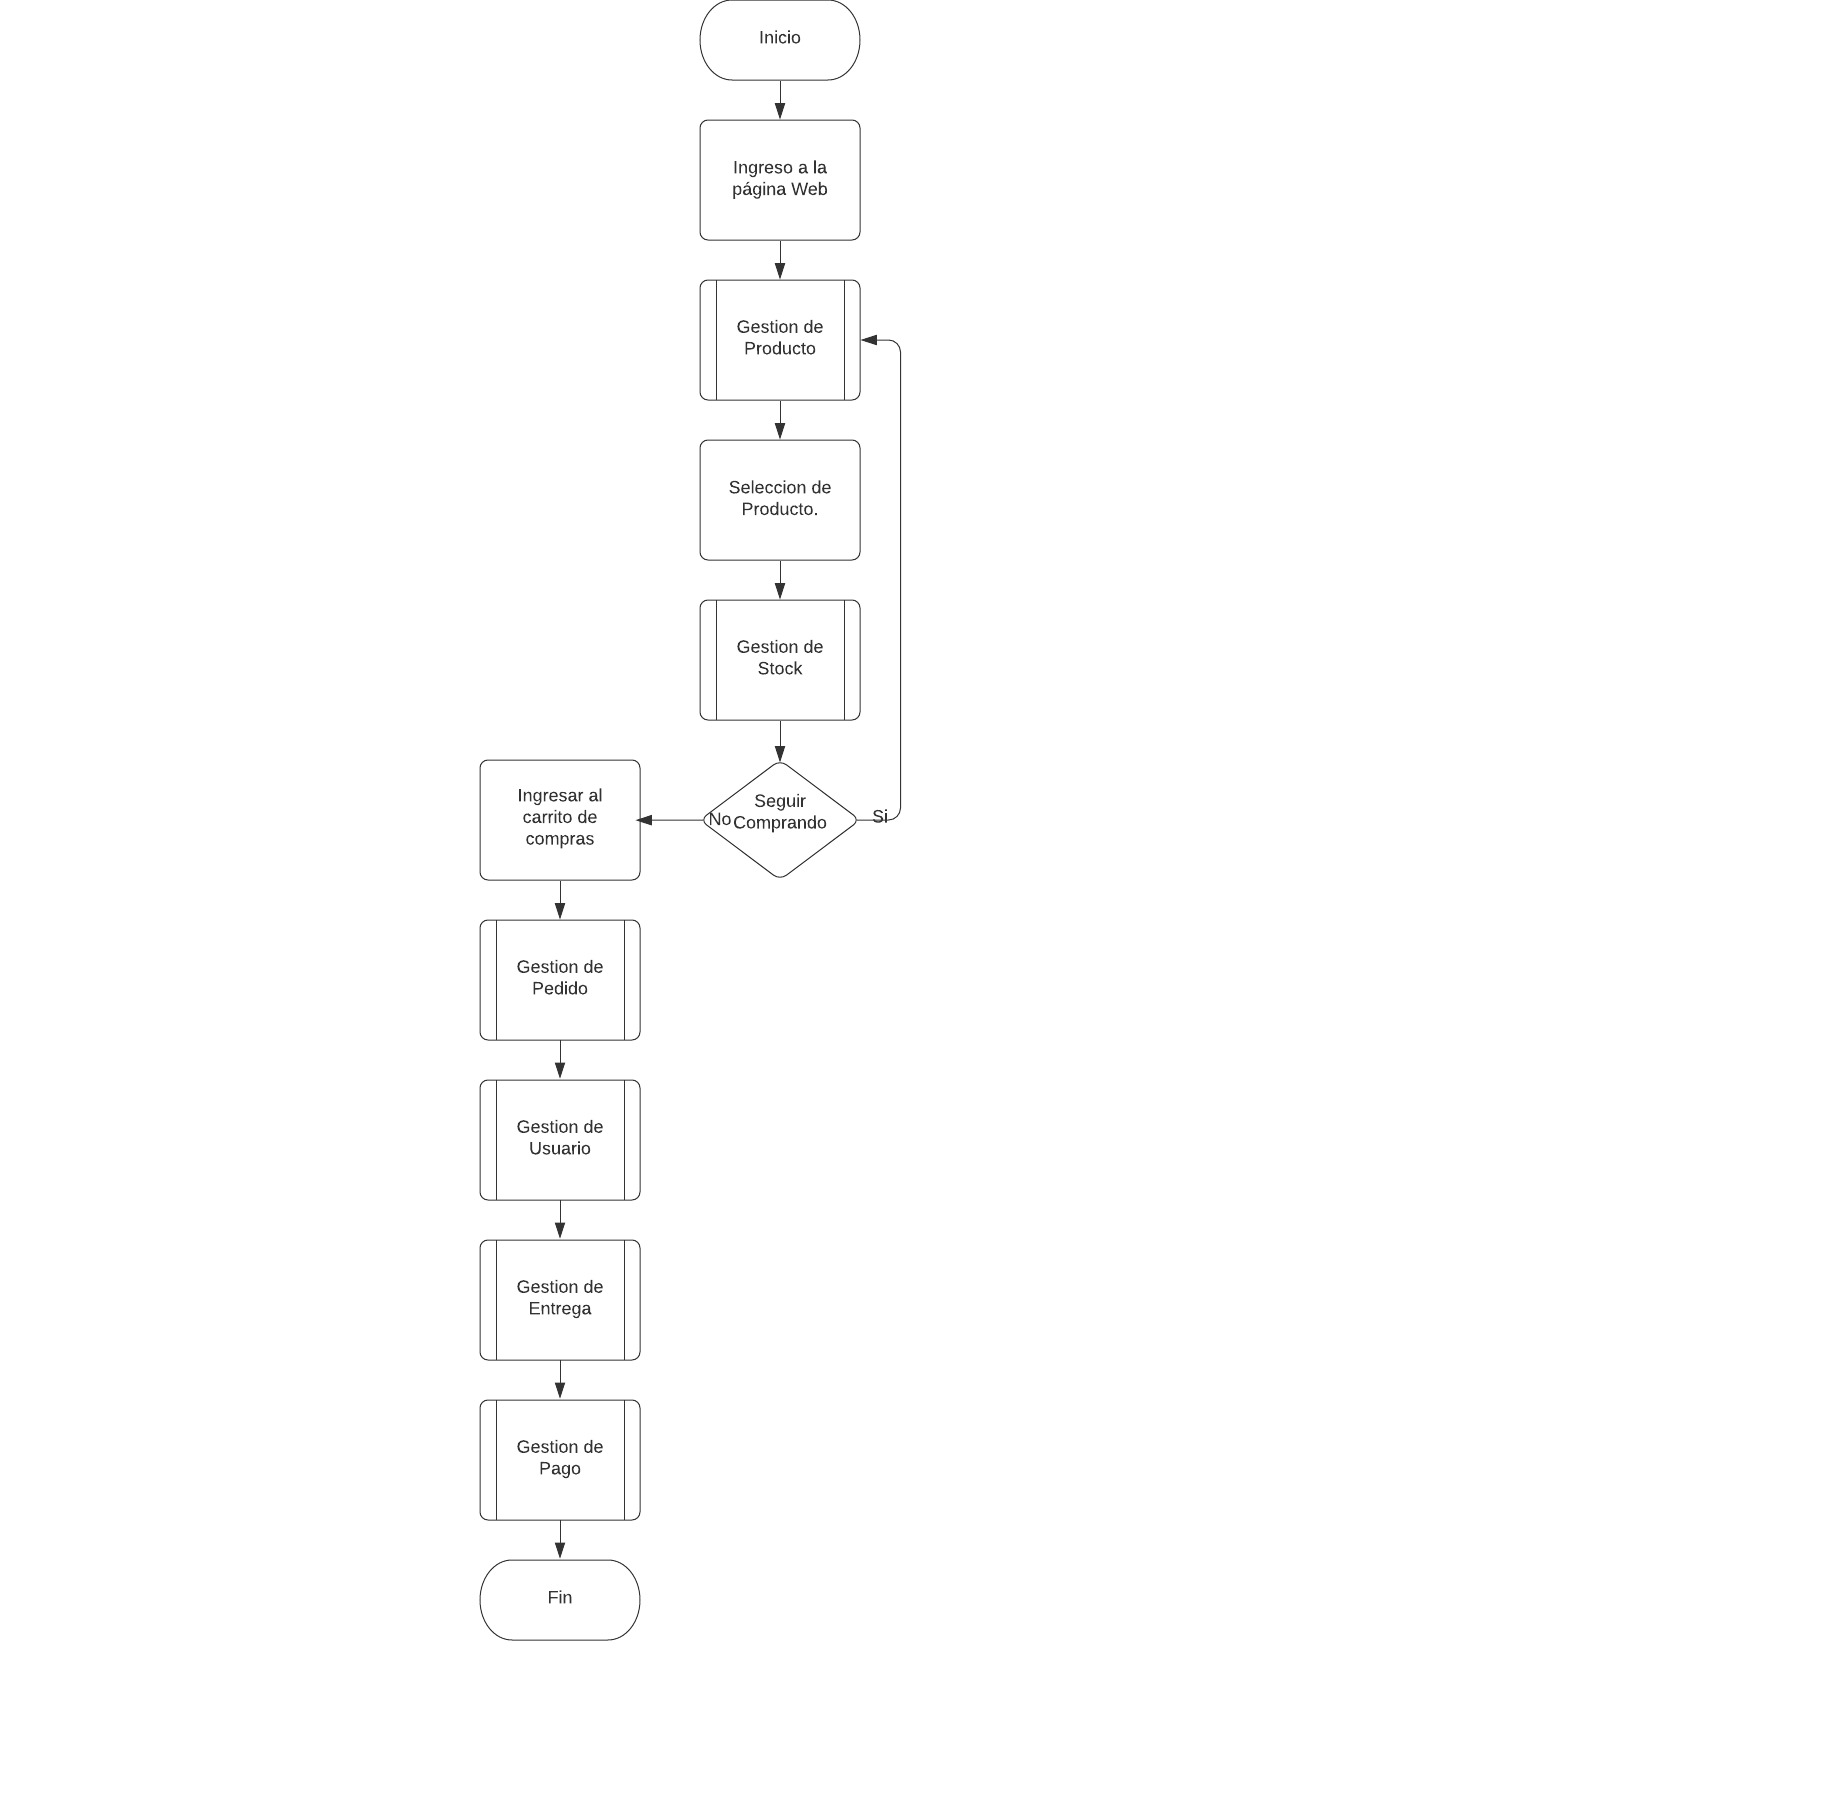 Inicio
Ingreso a la
página Web
Gestion de
Producto
Seleccion de
Producto.
Gestion de
Stock
Seguir
Comprando
No
Si
Ingresar al
carrito de
compras
Gestion de
Pedido
Gestion de
Usuario
Gestion de
Entrega
Gestion de
Pago
Fin